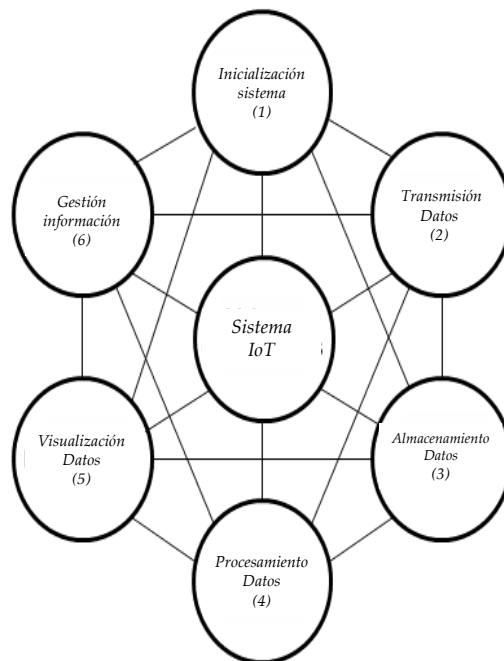 Inicialización
sistema
(1)
Gestión
información
(6)
Transmisión
Datos
(2)
Sistema
IoT
Visualización
Datos
(5)
Almacenamiento
Datos
(3)
Procesamiento
Datos
(4)